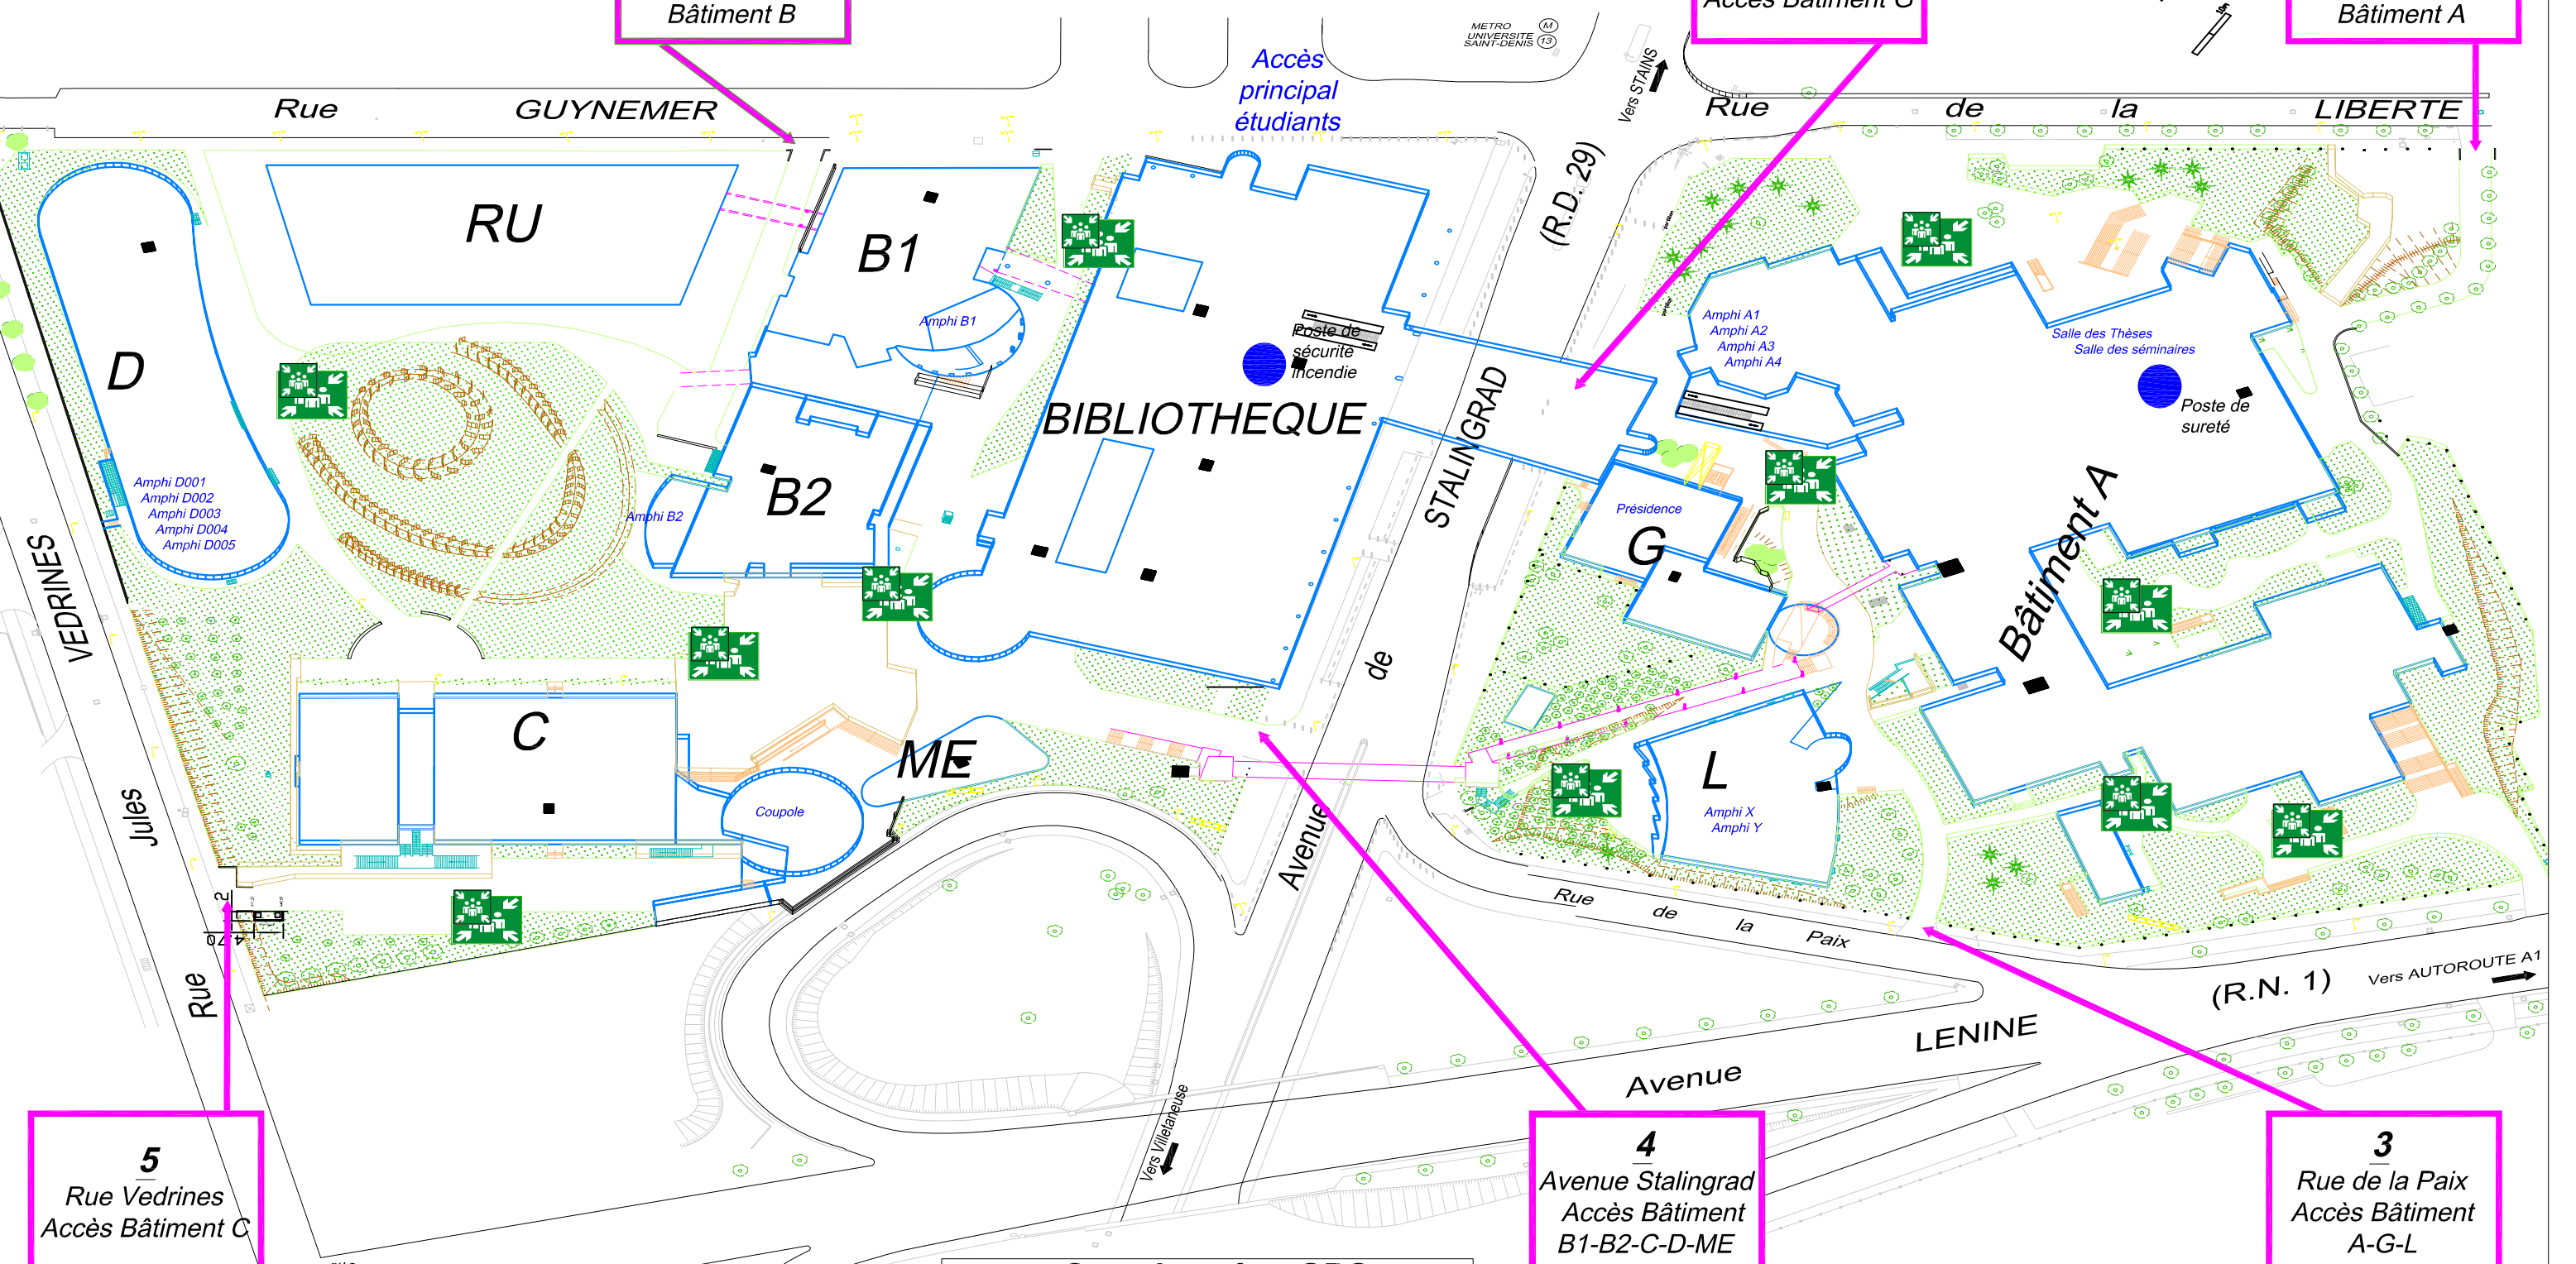 Bâtiment B
Accès Bâtiment G
Bâtiment A
METRO
UNIVERSITE
SAINT-DENIS
M
13
10m
Accès
principal
étudiants
Vers STAINS
Rue GUYNEMER
Rue de la LIBERTE
(R.D. 29)
RU
B1
Amphi B1
D
Amphi D001
Amphi D002
Amphi D003
Amphi D004
Amphi D005
Poste de
sécurité
incendie
BIBLIOTHEQUE
B2
Amphi B2
Amphi A1
Amphi A2
Amphi A3
Amphi A4
Salle des Thèses
Salle des séminaires
Poste de
sureté
Bâtiment A
Présidence
G
Avenue de STALINGRAD
Rue Jules VEDRINES
C
Coupole
ME
L
Amphi X
Amphi Y
Rue de la Paix
(R.N. 1)
Vers AUTOROUTE A1
Avenue LENINE
Vers Villetaneuse
5
Rue Vedrines
Accès Bâtiment C
4
Avenue Stalingrad
Accès Bâtiment
B1-B2-C-D-ME
3
Rue de la Paix
Accès Bâtiment
A-G-L